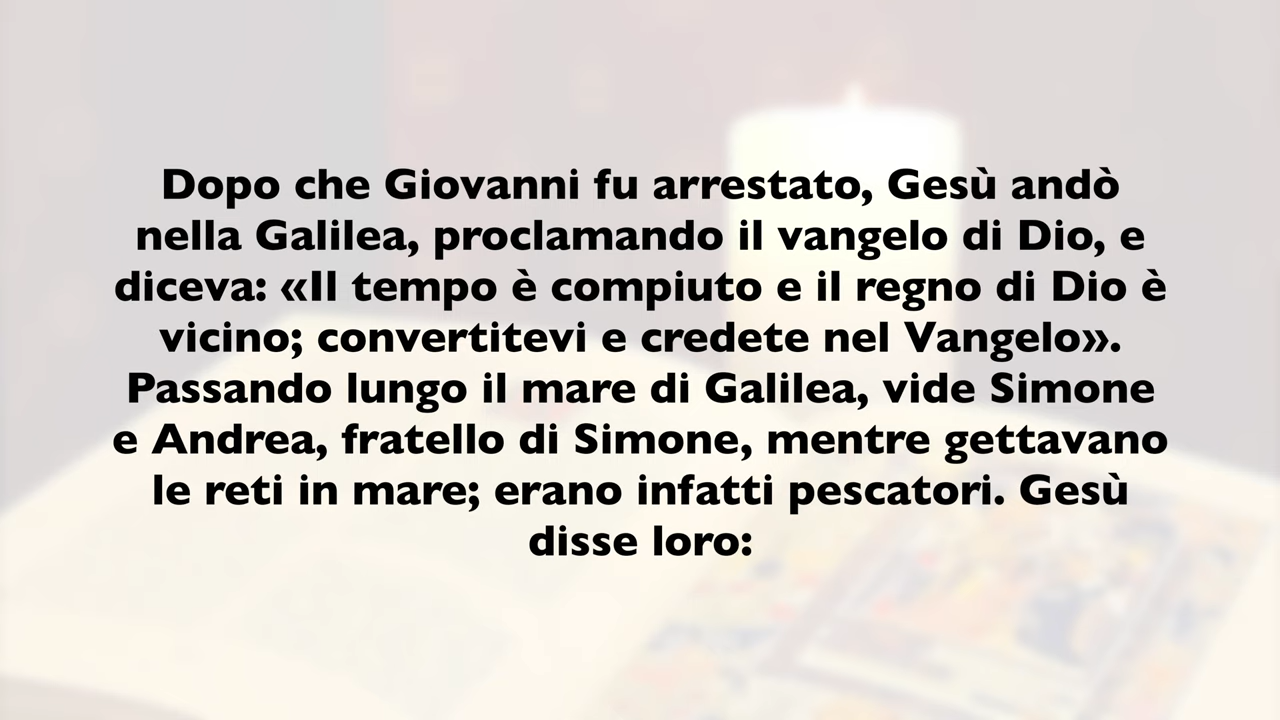 Dopo che Giovanni fu arrestato, Gesù andò
nella Galilea, proclamando il vangelo di Dio, e
diceva: «Il tempo è compiuto e il regno di Dio è
vicino; convertitevi e credete nel Vangelo».
Passando lungo il mare di Galilea, vide Simone
e Andrea, fratello di Simone, mentre gettavano
le reti in mare; erano infatti pescatori. Gesù
disse loro: